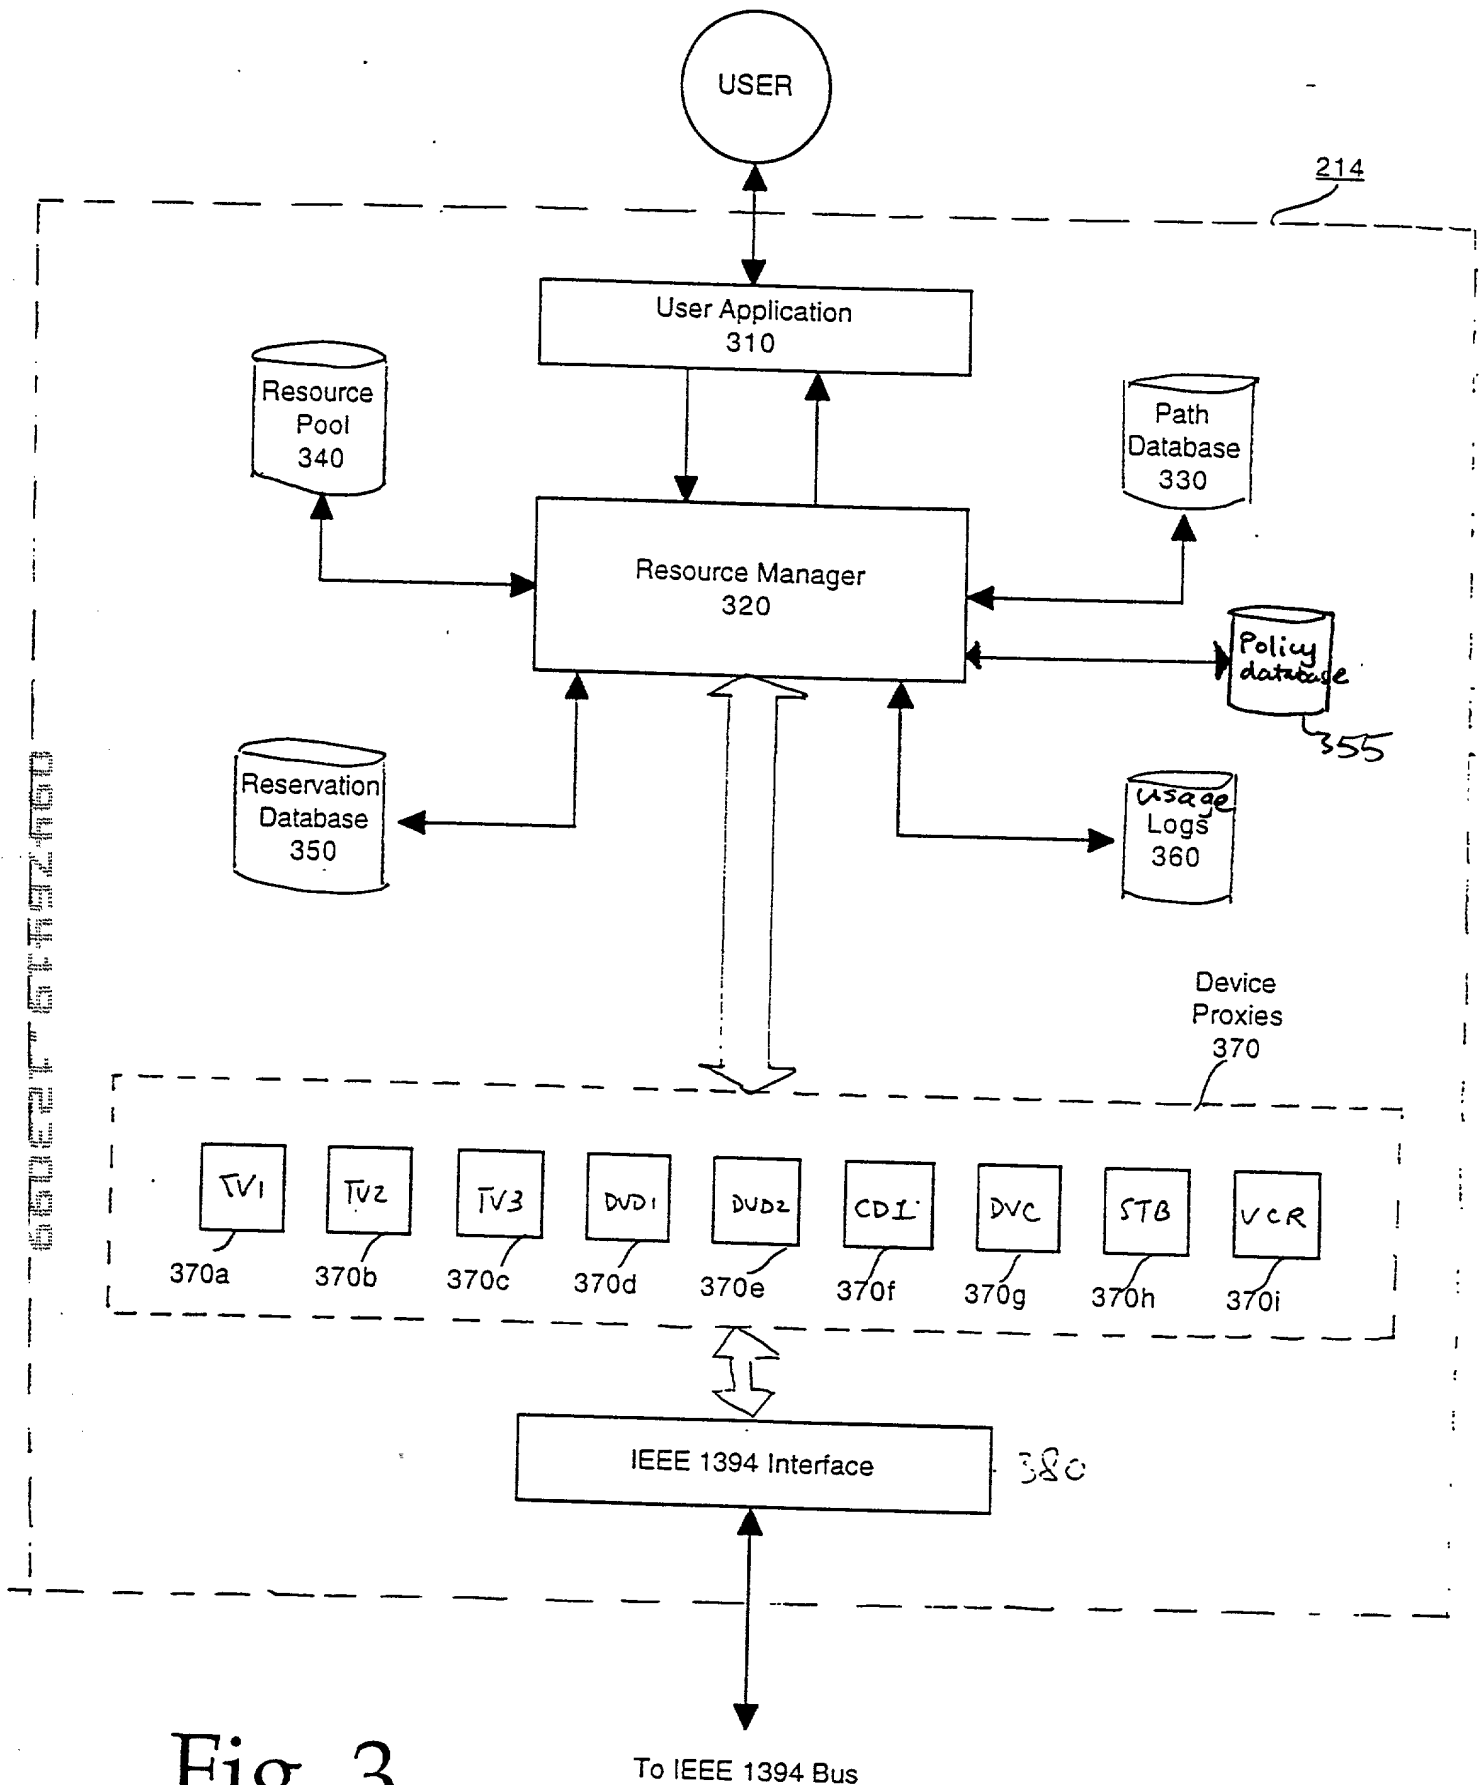 USER
214
User Application
310
Resource
Pool
340
Path
Database
330
Resource Manager
320
Policy
database
355
Reservation
Database
350
usage
Logs
360
Device
Proxies
370
TV1
TV2
TV3
DVD1
DVD2
CD1
DVC
STB
VCR
370a
370b
370c
370d
370e
370f
370g
370h
370i
IEEE 1394 Interface
380
To IEEE 1394 Bus
Fig. 3